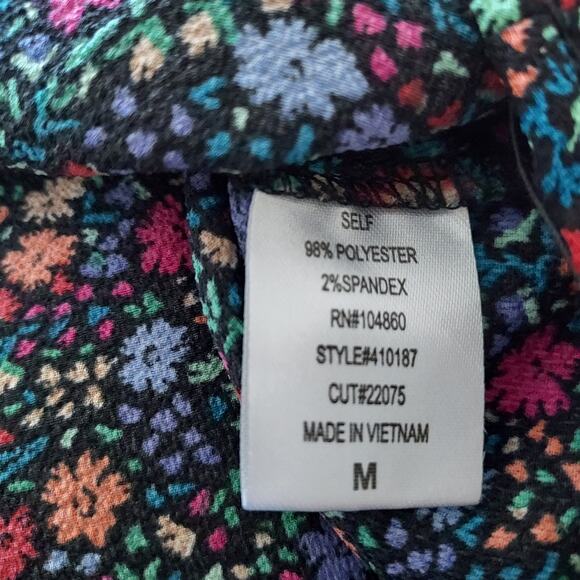 SELF
98% POLYESTER
2%SPANDEX
RN#104860
STYLE#410187
CUT#22075
MADE IN VIETNAM
M